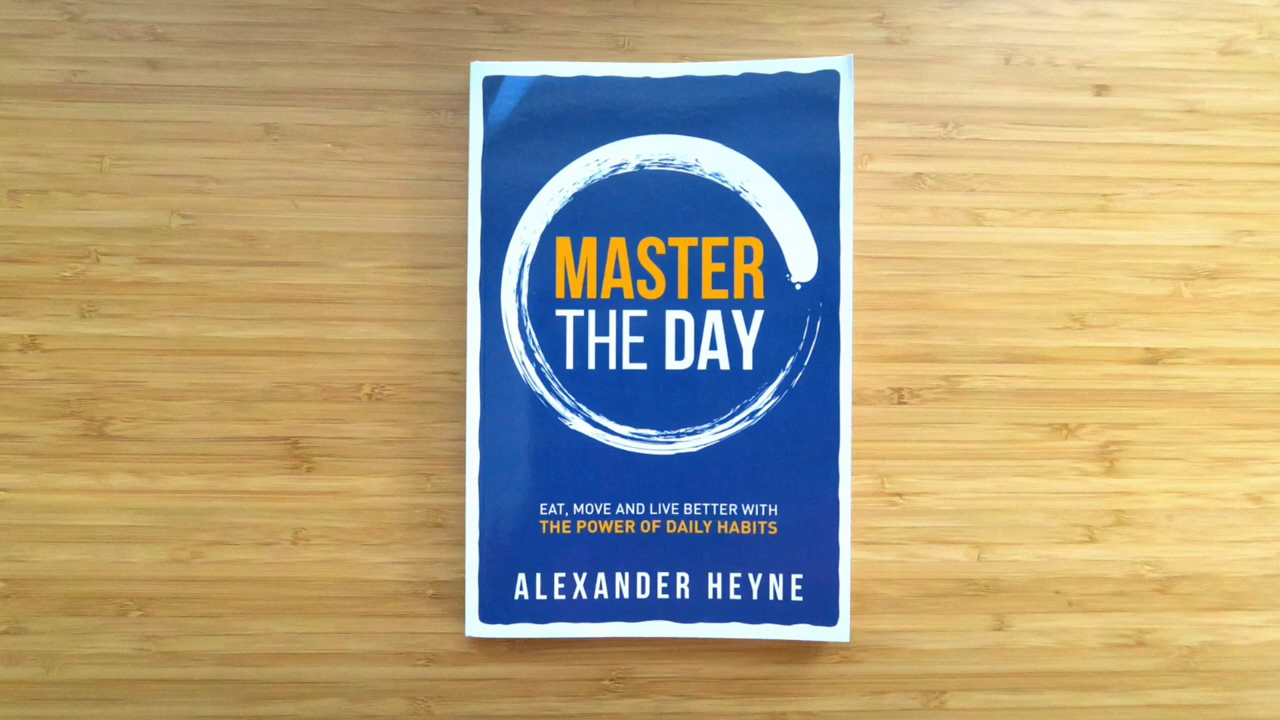 MASTER
THE DAY
EAT, MOVE AND LIVE BETTER WITH
THE POWER OF DAILY HABITS
ALEXANDER HEYNE